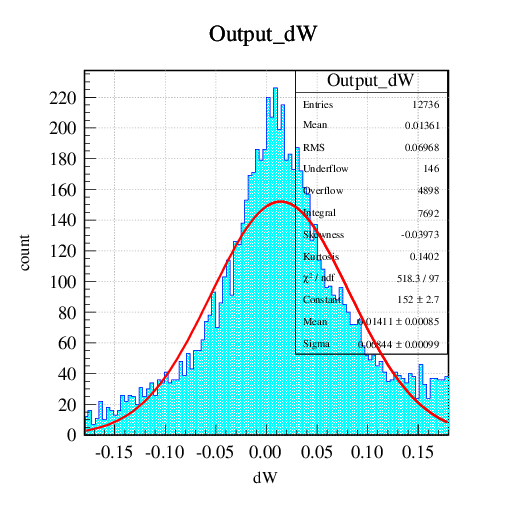 Output_dW
Output_dW
Entries 12736
Mean 0.01361
RMS 0.06968
Underflow 146
Overflow 4898
Integral 7692
Skewness -0.03973
Kurtosis 0.1402
χ² / ndf 518.3 / 97
Constant 152 ± 2.7
Mean 0.01411 ± 0.00085
Sigma 0.06844 ± 0.00099
220
200
180
160
140
120
100
80
60
40
20
0
count
-0.15 -0.10 -0.05 0.00 0.05 0.10 0.15
dW